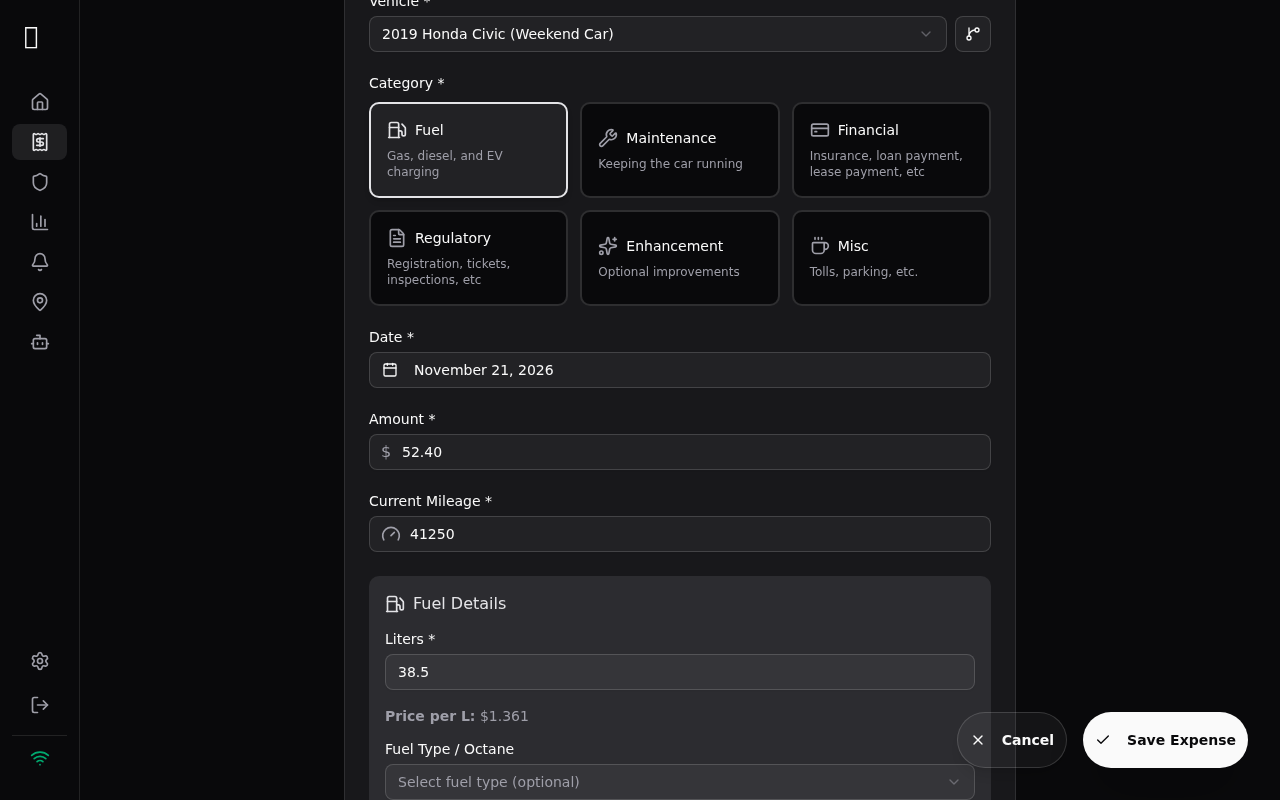 Vehicle *
2019 Honda Civic (Weekend Car)
Category *
Fuel
Gas, diesel, and EV
charging
Maintenance
Keeping the car running
Financial
Insurance, loan payment,
lease payment, etc
Regulatory
Registration, tickets,
inspections, etc
Enhancement
Optional improvements
Misc
Tolls, parking, etc.
Date *
November 21, 2026
Amount *
$ 52.40
Current Mileage *
41250
Fuel Details
Liters *
38.5
Price per L: $1.361
Fuel Type / Octane
Select fuel type (optional)
Cancel
Save Expense